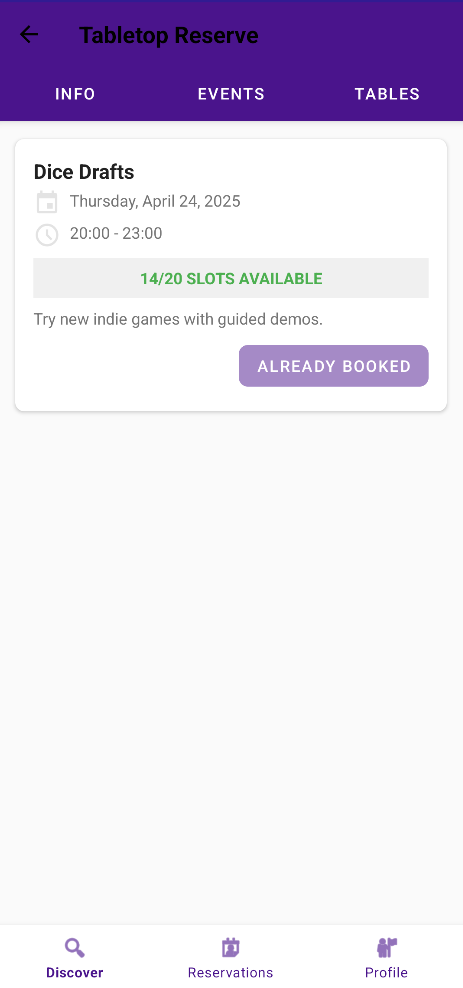 Tabletop Reserve
INFO EVENTS TABLES
Dice Drafts
Thursday, April 24, 2025
20:00 - 23:00
14/20 SLOTS AVAILABLE
Try new indie games with guided demos.
ALREADY BOOKED
Discover Reservations Profile